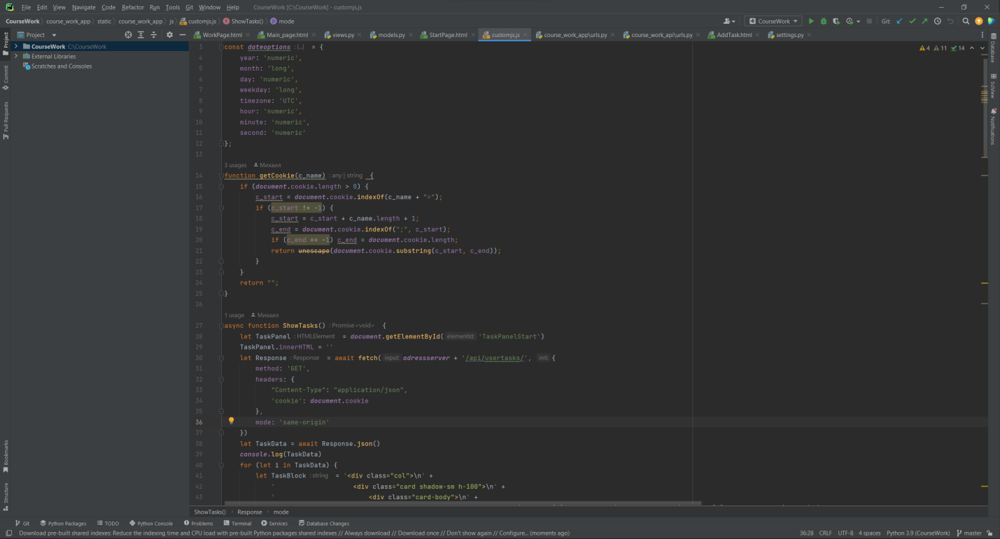 File Edit View Navigate Code Refactor Run Tools Git Window Help CourseWork [C:\CourseWork] - customjs.js
CourseWork course_work_app static course_work_app js customjs.js ShowTasks() mode CourseWork Git:
Project WorkPage.html Main_page.html views.py models.py StartPage.html customjs.js course_work_app\urls.py course_work_api\urls.py AddTask.html settings.py
CourseWork C:\CourseWork
External Libraries
Scratches and Consoles
Project
Commit
Pull Requests
Bookmarks
Structure
4 11 14
3 const dateoptions : {...} = {
4 year: 'numeric',
5 month: 'long',
6 day: 'numeric',
7 weekday: 'long',
8 timezone: 'UTC',
9 hour: 'numeric',
10 minute: 'numeric',
11 second: 'numeric'
12 };
13
3 usages Михаил
14 function getCookie(c_name) : any | string {
15 if (document.cookie.length > 0) {
16 c_start = document.cookie.indexOf(c_name + "=");
17 if (c_start != -1) {
18 c_start = c_start + c_name.length + 1;
19 c_end = document.cookie.indexOf(";", c_start);
20 if (c_end == -1) c_end = document.cookie.length;
21 return unescape(document.cookie.substring(c_start, c_end));
22 }
23 }
24 return "";
25 }
26
1 usage Михаил
27 async function ShowTasks() : Promise<void> {
28 let TaskPanel : HTMLElement = document.getElementById( elementId: 'TaskPanelStart')
29 TaskPanel.innerHTML = ''
30 let Response : Response = await fetch( input: adressserver + '/api/usertasks/', init: {
31 method: 'GET',
32 headers: {
33 "Content-Type": "application/json",
34 'cookie': document.cookie
35 },
36 mode: 'same-origin'
37 })
38 let TaskData = await Response.json()
39 console.log(TaskData)
40 for (let i in TaskData) {
41 let TaskBlock : string = '<div class="col">\n' +
42 ' <div class="card shadow-sm h-100">\n' +
43 ' <div class="card-body">\n' +
Database
SciView
Notifications
ShowTasks() Response mode
Git Python Packages TODO Python Console Problems Terminal Services Database Changes
Download pre-built shared indexes: Reduce the indexing time and CPU load with pre-built Python packages shared indexes // Always download // Download once // Don't show again // Configure... (moments ago) 36:28 CRLF UTF-8 4 spaces Python 3.9 (CourseWork) master